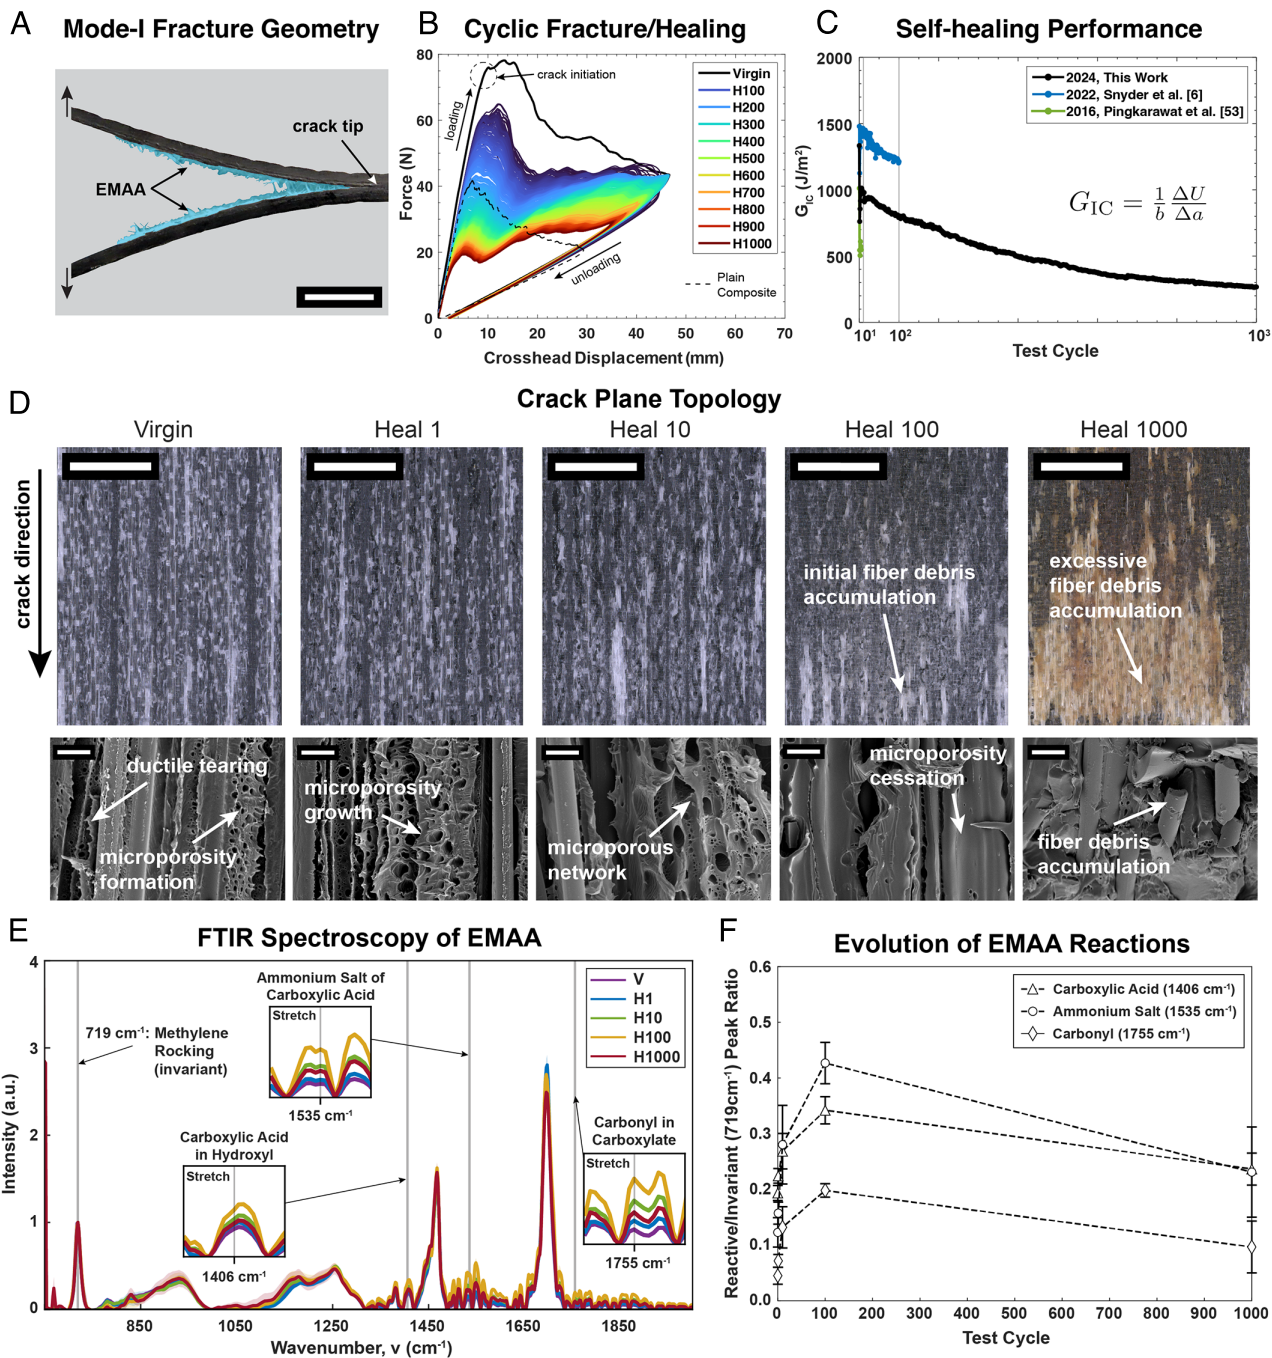 A
Mode-I Fracture Geometry
crack tip
EMAA
B
Cyclic Fracture/Healing
80
60
40
20
0
Force (N)
0 10 20 30 40 50 60 70
Crosshead Displacement (mm)
crack initiation
loading
unloading
Virgin
H100
H200
H300
H400
H500
H600
H700
H800
H900
H1000
Plain
Composite
C
Self-healing Performance
2000
1500
1000
500
0
G_IC (J/m²)
2024, This Work
2022, Snyder et al. [6]
2016, Pingkarawat et al. [53]
G_IC = 1/b ΔU/Δa
10¹ 10² 10³
Test Cycle
D
Crack Plane Topology
Virgin Heal 1 Heal 10 Heal 100 Heal 1000
crack direction
initial fiber debris
accumulation
excessive
fiber debris
accumulation
ductile tearing
microporosity
formation
microporosity
growth
microporous
network
microporosity
cessation
fiber debris
accumulation
E
FTIR Spectroscopy of EMAA
4
3
2
1
0
Intensity (a.u.)
719 cm⁻¹: Methylene
Rocking
(invariant)
Ammonium Salt of
Carboxylic Acid
Stretch
1535 cm⁻¹
Carboxylic Acid
in Hydroxyl
Stretch
1406 cm⁻¹
Carbonyl in
Carboxylate
Stretch
1755 cm⁻¹
V
H1
H10
H100
H1000
850 1050 1250 1450 1650 1850
Wavenumber, ν (cm⁻¹)
F
Evolution of EMAA Reactions
0.6
0.5
0.4
0.3
0.2
0.1
0.0
Reactive/Invariant (719cm⁻¹) Peak Ratio
Carboxylic Acid (1406 cm⁻¹)
Ammonium Salt (1535 cm⁻¹)
Carbonyl (1755 cm⁻¹)
0 100 200 300 400 500 600 700 800 900 1000
Test Cycle